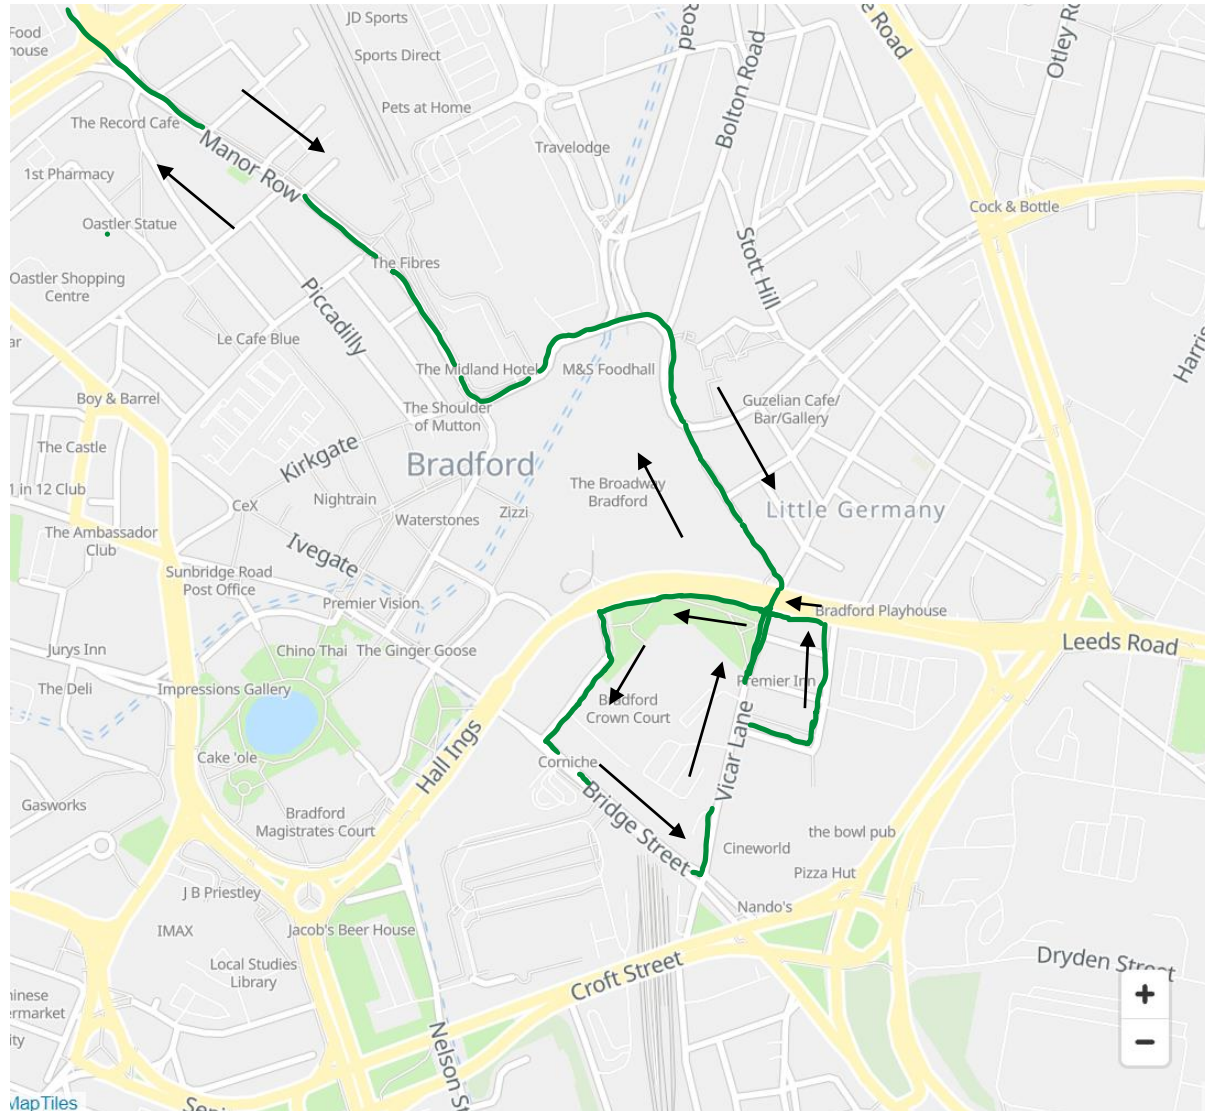 JD Sports
Food
house
Sports Direct
Road
e Road
Otley Ro
Bolton Road
Pets at Home
The Record Cafe
Manor Row
Travelodge
1st Pharmacy
Oastler Statue
Cock & Bottle
Stott Hill
The Fibres
Oastler Shopping
Centre
Piccadilly
Le Cafe Blue
ar
Harris
The Midland Hotel
M&S Foodhall
Boy & Barrel
The Shoulder
of Mutton
Guzelian Cafe/
Bar/Gallery
The Castle
Kirkgate
Bradford
1 in 12 Club
Nightrain
The Broadway
Bradford
CeX
Zizzi
Little Germany
Waterstones
The Ambassador
Club
Ivegate
Sunbridge Road
Post Office
Premier Vision
Bradford Playhouse
Jurys Inn
Chino Thai
The Ginger Goose
Leeds Road
The Deli
Impressions Gallery
Premier Inn
Bradford
Crown Court
Vicar Lane
Hall Ings
Cake 'ole
Corniche
Gasworks
Bridge Street
Bradford
Magistrates Court
the bowl pub
Cineworld
Pizza Hut
J B Priestley
Nando's
IMAX
Jacob's Beer House
Local Studies
Library
Croft Street
Dryden Street
hinese
ermarket
ity
Nelson St
+
−
MapTiles